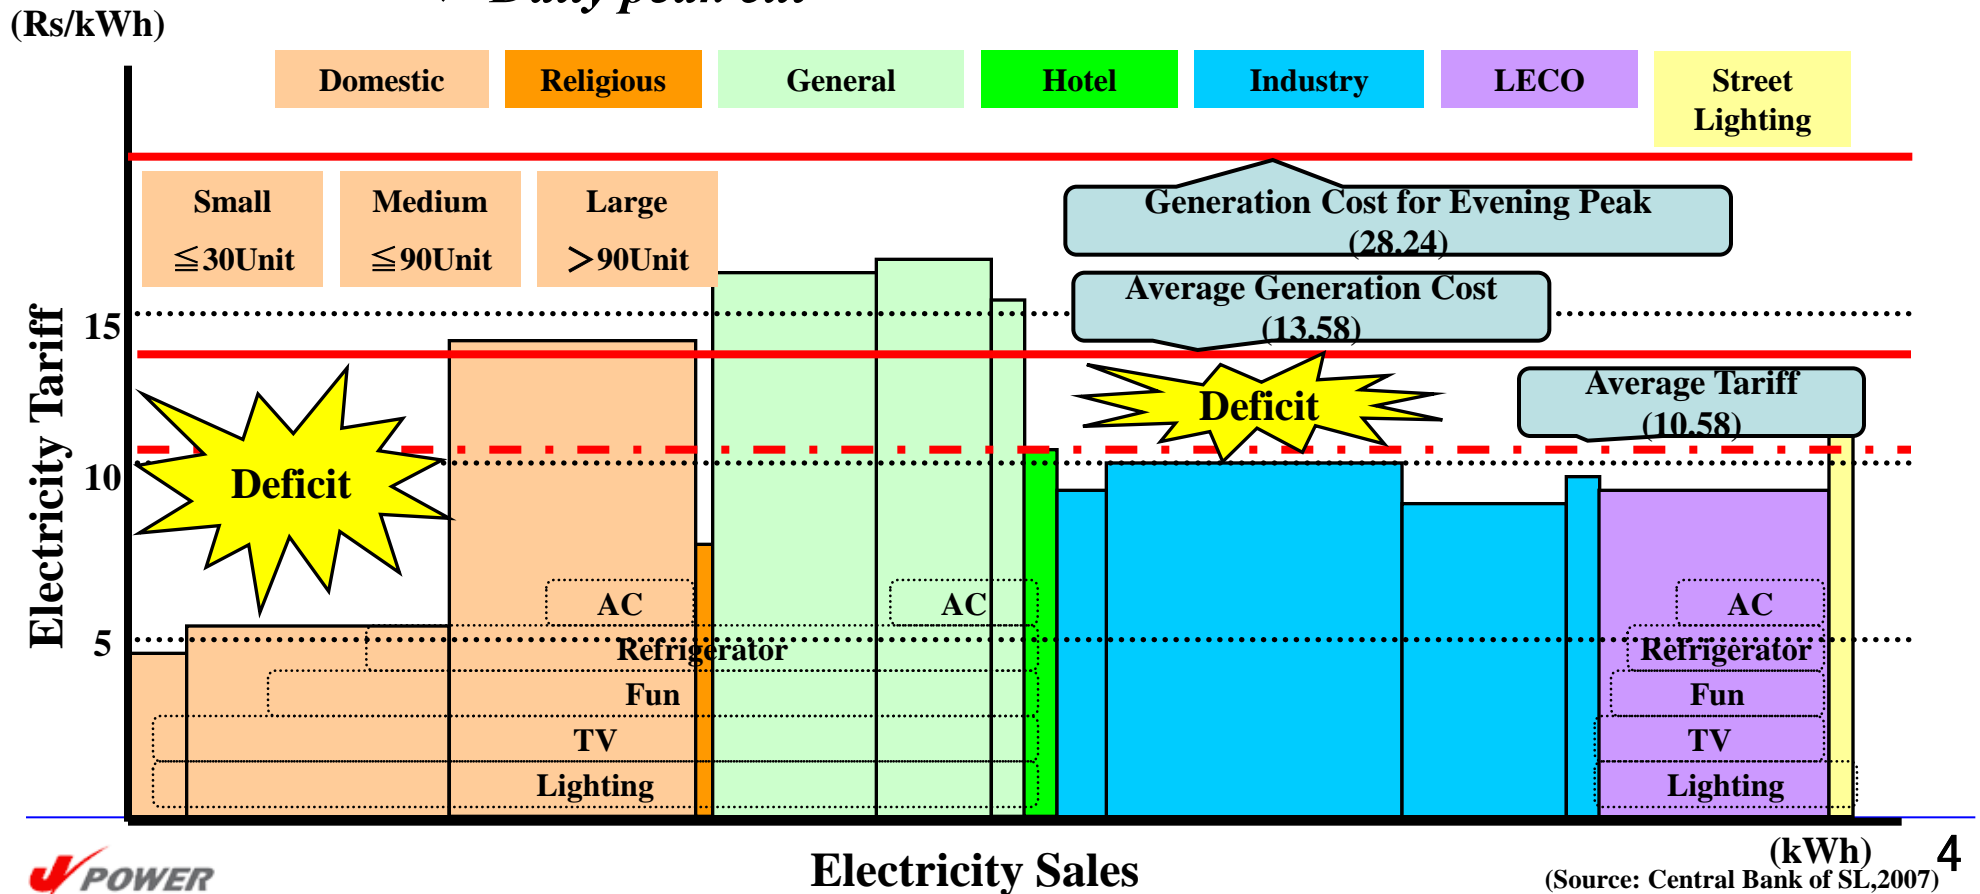 Daily peak cut
(Rs/kWh)
Domestic
Religious
General
Hotel
Industry
LECO
Street
Lighting
Small
≦30Unit
Medium
≦90Unit
Large
＞90Unit
Generation Cost for Evening Peak
(28.24)
Average Generation Cost
(13.58)
Average Tariff
(10.58)
Deficit
Deficit
Electricity Tariff
15
10
5
AC
AC
AC
Refrigerator
Refrigerator
Fun
Fun
TV
TV
Lighting
Lighting
Electricity Sales
(kWh)
(Source: Central Bank of SL,2007)
4
POWER